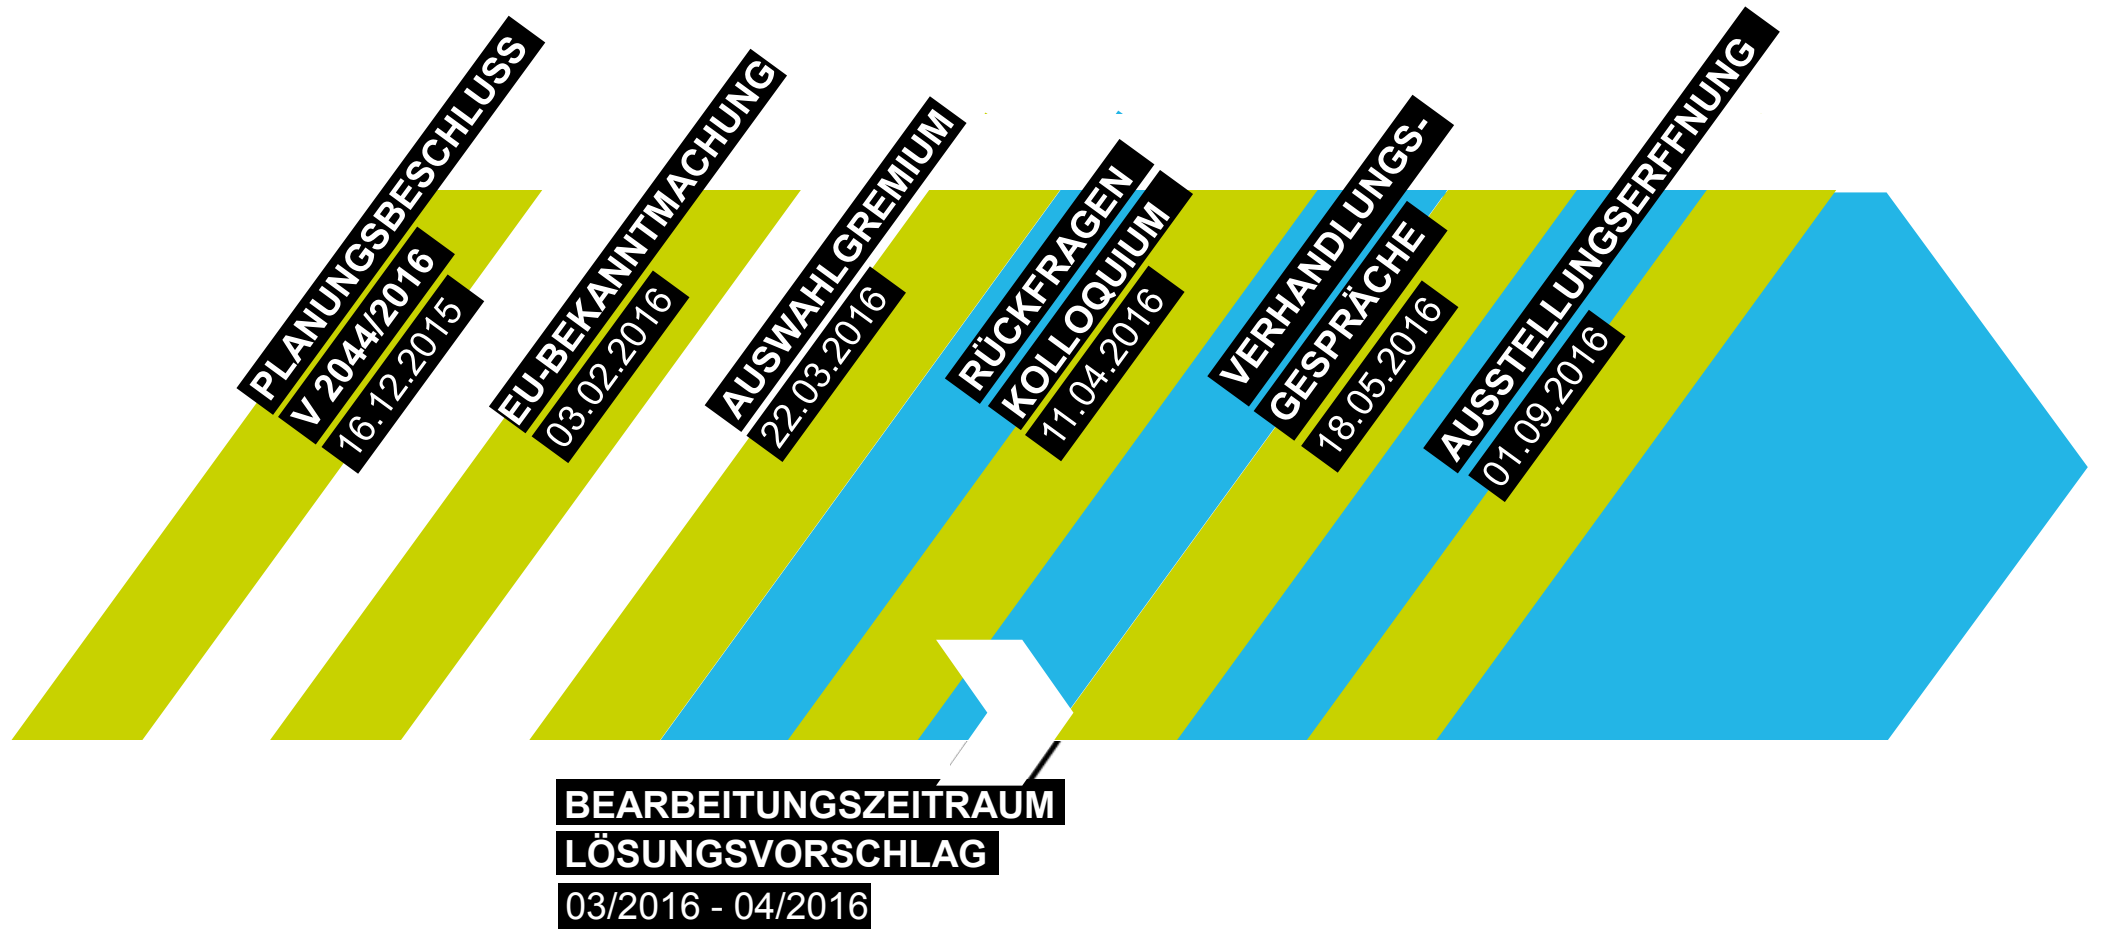 PLANUNGSBESCHLUSS
V 2044/2016
16.12.2015
EU-BEKANNTMACHUNG
03.02.2016
AUSWAHLGREMIUM
22.03.2016
RÜCKFRAGEN
KOLLOQUIUM
11.04.2016
VERHANDLUNGS-
GESPRÄCHE
18.05.2016
AUSSTELLUNGSERFFNUNG
01.09.2016
BEARBEITUNGSZEITRAUM
LÖSUNGSVORSCHLAG
03/2016 - 04/2016